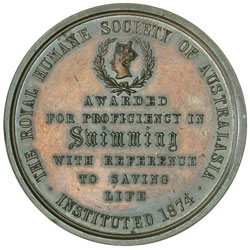 THE ROYAL HUMANE SOCIETY OF AUSTRALASIA
AWARDED
FOR PROFICIENCY IN
Swimming
WITH REFERENCE
TO SAVING
LIFE
· INSTITUTED 1874 ·